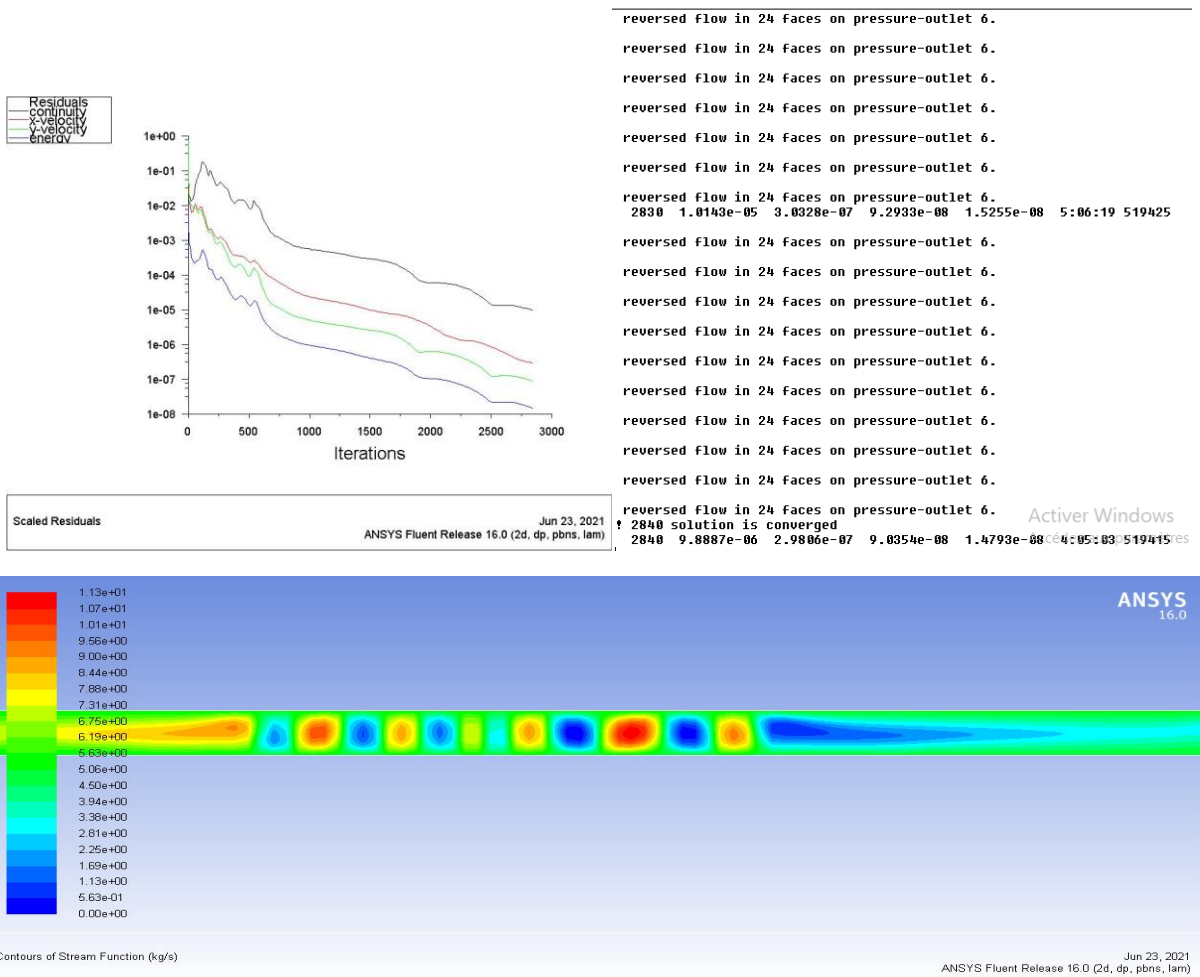 Residuals
continuity
x-velocity
y-velocity
energy
1e+00
1e-01
1e-02
1e-03
1e-04
1e-05
1e-06
1e-07
1e-08
0
500
1000
1500
2000
2500
3000
Iterations
Scaled Residuals
Jun 23, 2021
ANSYS Fluent Release 16.0 (2d, dp, pbns, lam)
reversed flow in 24 faces on pressure-outlet 6.
reversed flow in 24 faces on pressure-outlet 6.
reversed flow in 24 faces on pressure-outlet 6.
reversed flow in 24 faces on pressure-outlet 6.
reversed flow in 24 faces on pressure-outlet 6.
reversed flow in 24 faces on pressure-outlet 6.
reversed flow in 24 faces on pressure-outlet 6.
2830 1.0143e-05 3.0328e-07 9.2933e-08 1.5255e-08 5:06:19 519425
reversed flow in 24 faces on pressure-outlet 6.
reversed flow in 24 faces on pressure-outlet 6.
reversed flow in 24 faces on pressure-outlet 6.
reversed flow in 24 faces on pressure-outlet 6.
reversed flow in 24 faces on pressure-outlet 6.
reversed flow in 24 faces on pressure-outlet 6.
reversed flow in 24 faces on pressure-outlet 6.
reversed flow in 24 faces on pressure-outlet 6.
reversed flow in 24 faces on pressure-outlet 6.
reversed flow in 24 faces on pressure-outlet 6.
! 2840 solution is converged
2840 9.8887e-06 2.9806e-07 9.0354e-08 1.4793e-08 4:05:03 519415
Activer Windows
1.13e+01
1.07e+01
1.01e+01
9.56e+00
9.00e+00
8.44e+00
7.88e+00
7.31e+00
6.75e+00
6.19e+00
5.63e+00
5.06e+00
4.50e+00
3.94e+00
3.38e+00
2.81e+00
2.25e+00
1.69e+00
1.13e+00
5.63e-01
0.00e+00
ANSYS
16.0
Contours of Stream Function (kg/s)
Jun 23, 2021
ANSYS Fluent Release 16.0 (2d, dp, pbns, lam)